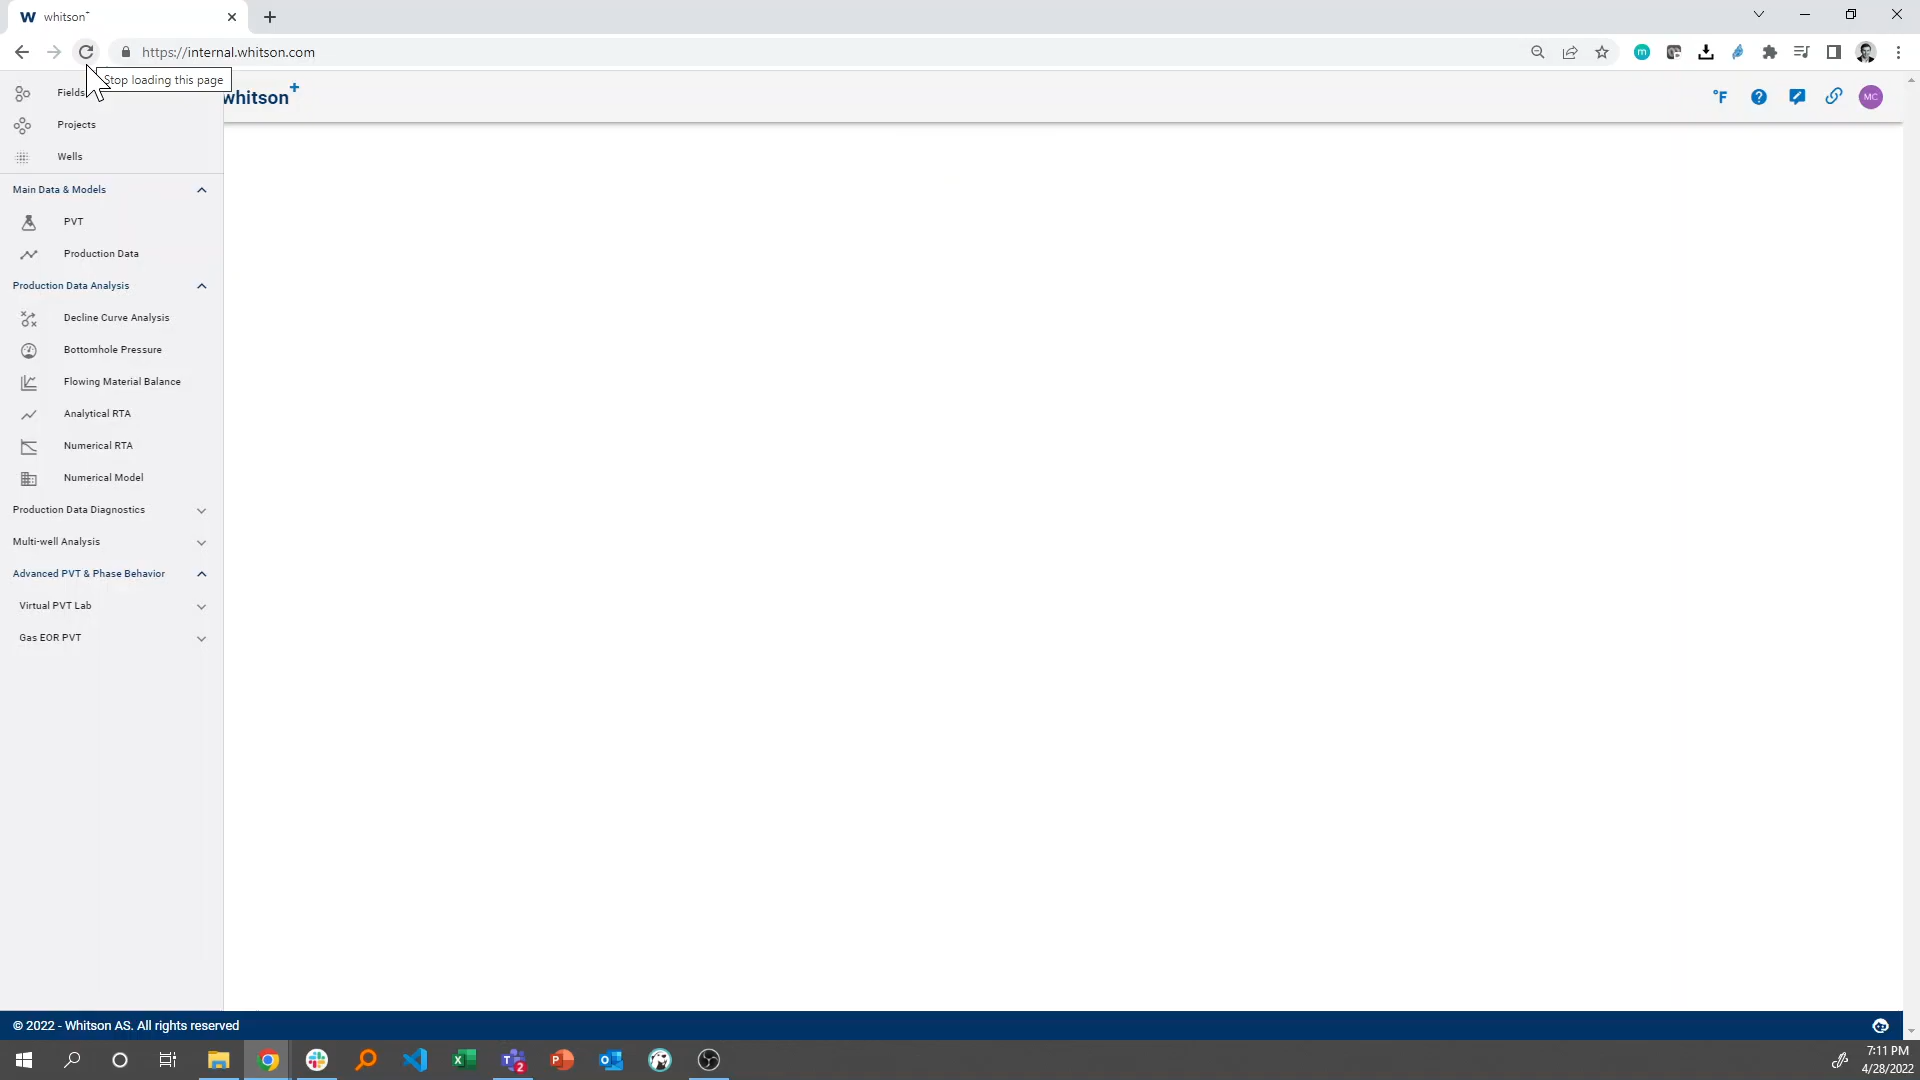 whitson+
https://internal.whitson.com
Stop loading this page
Fields
whitson+
°F
MC
Projects
Wells
Main Data & Models
PVT
Production Data
Production Data Analysis
Decline Curve Analysis
Bottomhole Pressure
Flowing Material Balance
Analytical RTA
Numerical RTA
Numerical Model
Production Data Diagnostics
Multi-well Analysis
Advanced PVT & Phase Behavior
Virtual PVT Lab
Gas EOR PVT
© 2022 - Whitson AS. All rights reserved
7:11 PM
4/28/2022